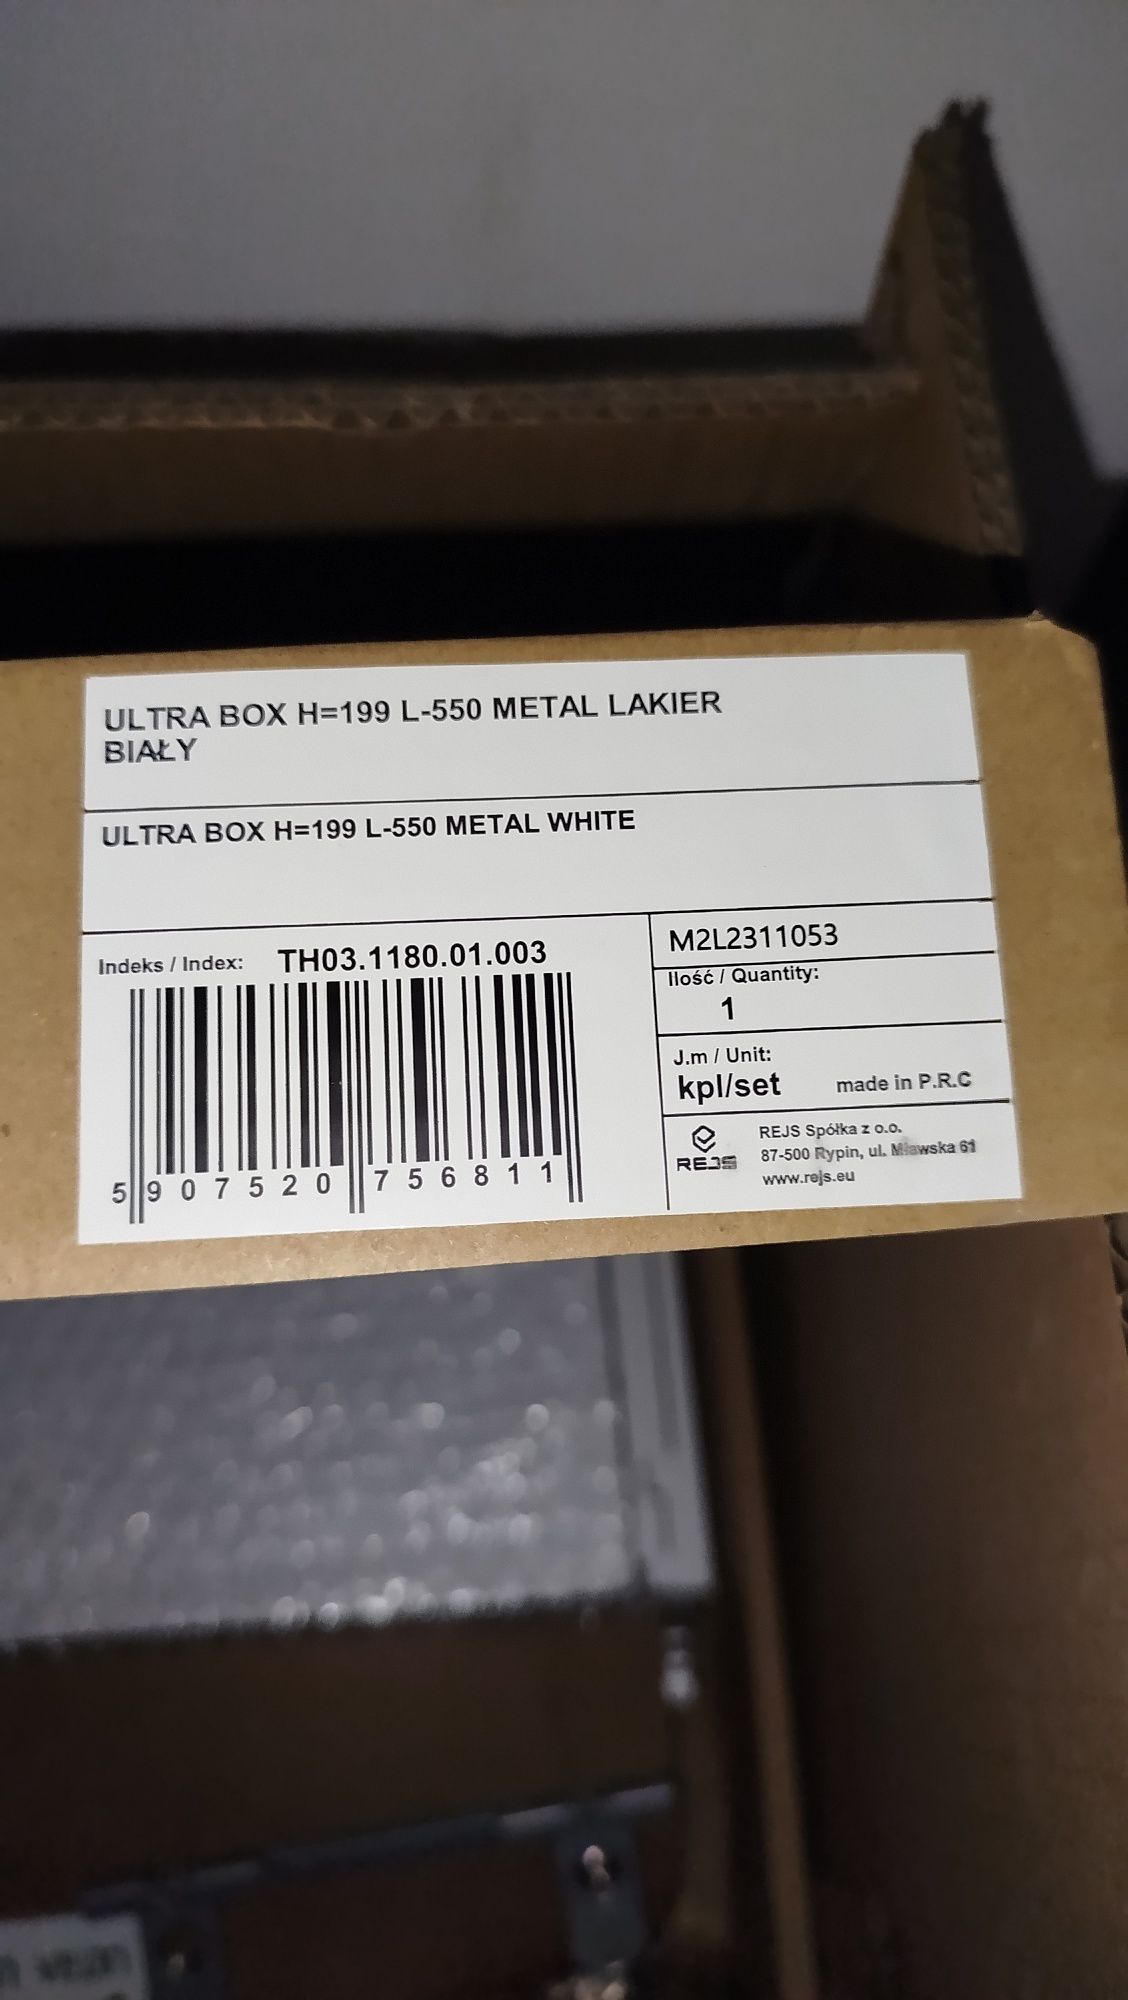 ULTRA BOX H=199 L-550 METAL LAKIER
BIAŁY
ULTRA BOX H=199 L-550 METAL WHITE
Indeks / Index: TH03.1180.01.003
5 907520 756811
M2L2311053
Ilość / Quantity:
1
J.m / Unit:
kpl/set made in P.R.C
REJS
REJS Spółka z o.o.
87-500 Rypin, ul. Mławska 61
www.rejs.eu